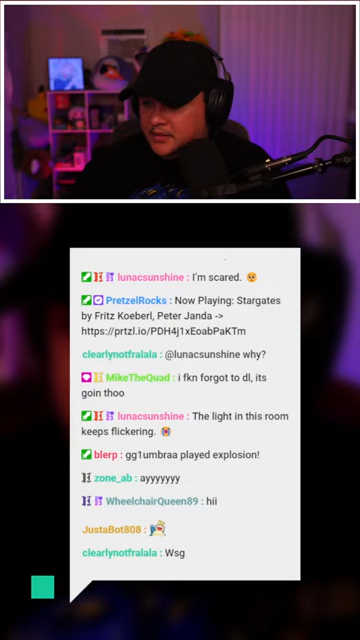 lunacsunshine : I'm scared.
PretzelRocks : Now Playing: Stargates
by Fritz Koeberl, Peter Janda ->
https://prtzl.io/PDH4j1xEoabPaKTm
clearlynotfralala : @lunacsunshine why?
MikeTheQuad : i fkn forgot to dl, its
goin thoo
lunacsunshine : The light in this room
keeps flickering.
blerp : gg1umbraa played explosion!
zone_ab : ayyyyyyy
WheelchairQueen89 : hii
JustaBot808 :
clearlynotfralala : Wsg